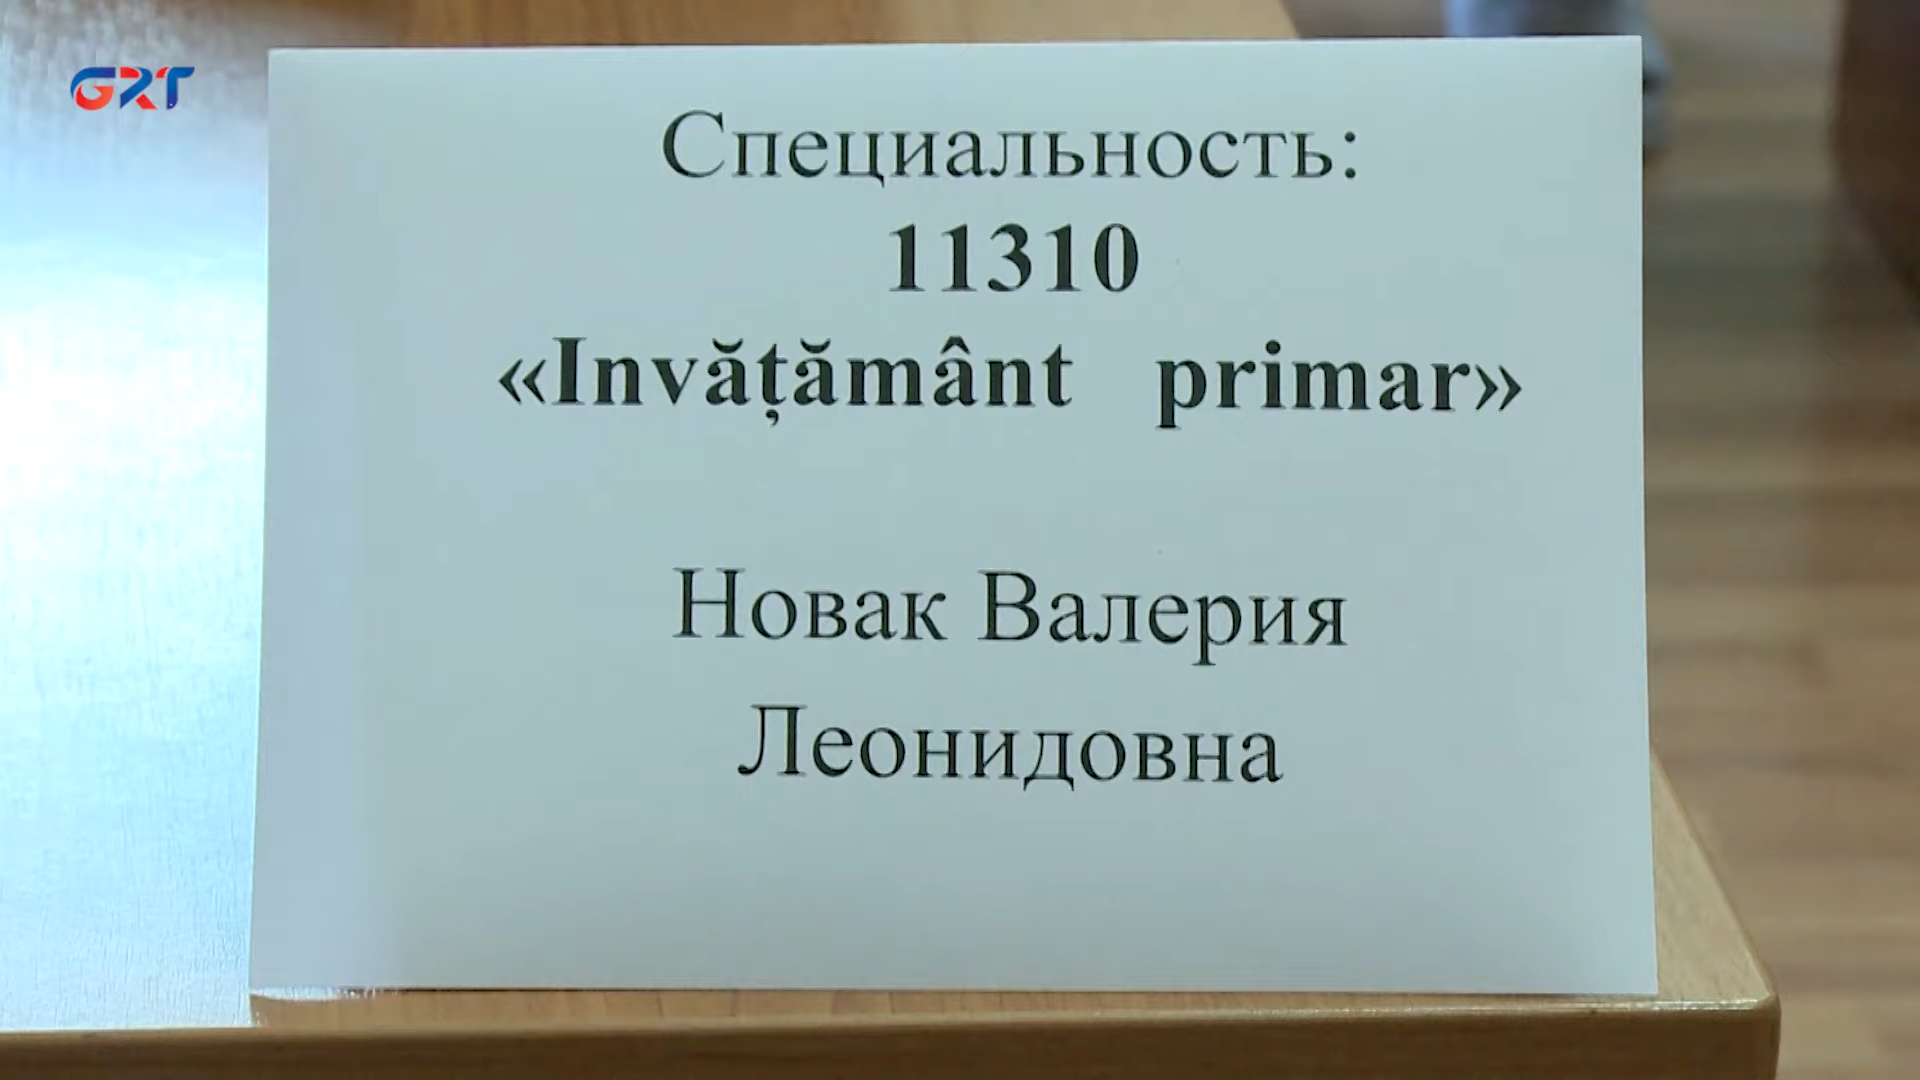 GRT
Специальность:
11310
«Invățământ primar»
Новак Валерия
Леонидовна